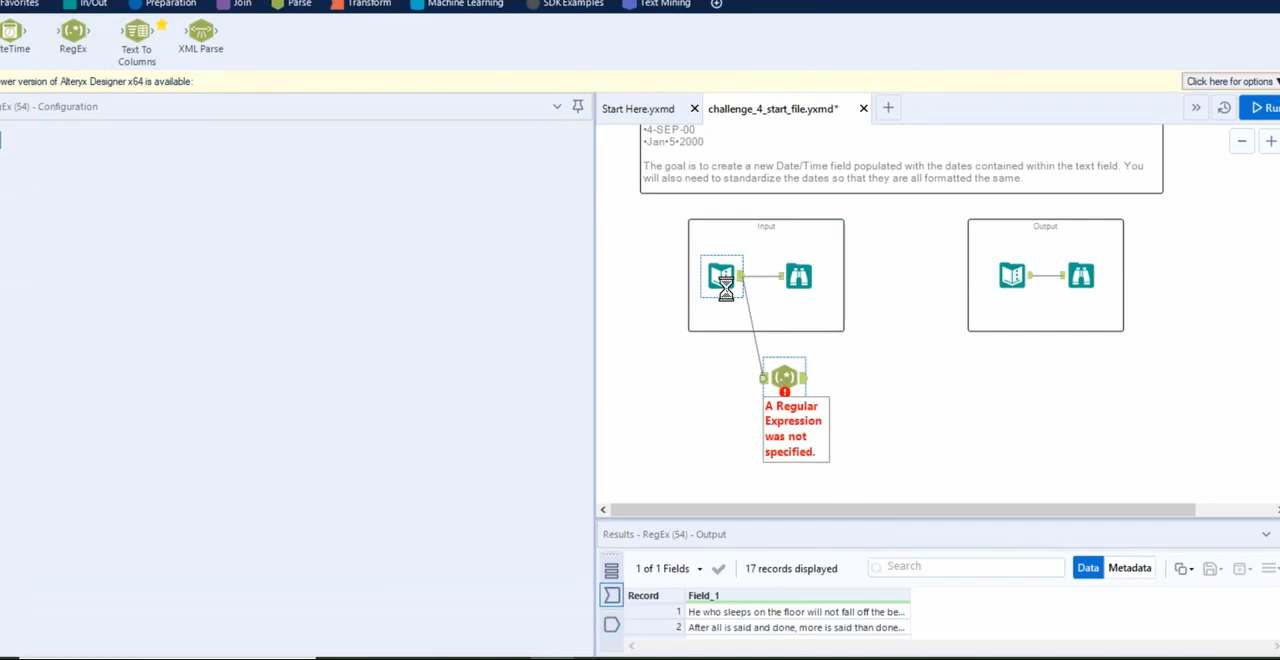 Favorites In/Out Preparation Join Parse Transform Machine Learning SDK Examples Text Mining
teTime RegEx Text To Columns XML Parse
ewer version of Alteryx Designer x64 is available: Click here for options
gEx (54) - Configuration
Start Here.yxmd challenge_4_start_file.yxmd* Run
•4-SEP-00
•Jan•5•2000
The goal is to create a new Date/Time field populated with the dates contained within the text field. You
will also need to standardize the dates so that they are all formatted the same.
Input Output
A Regular
Expression
was not
specified.
Results - RegEx (54) - Output
1 of 1 Fields 17 records displayed Search Data Metadata
Record Field_1
1 He who sleeps on the floor will not fall off the be...
2 After all is said and done, more is said than done...